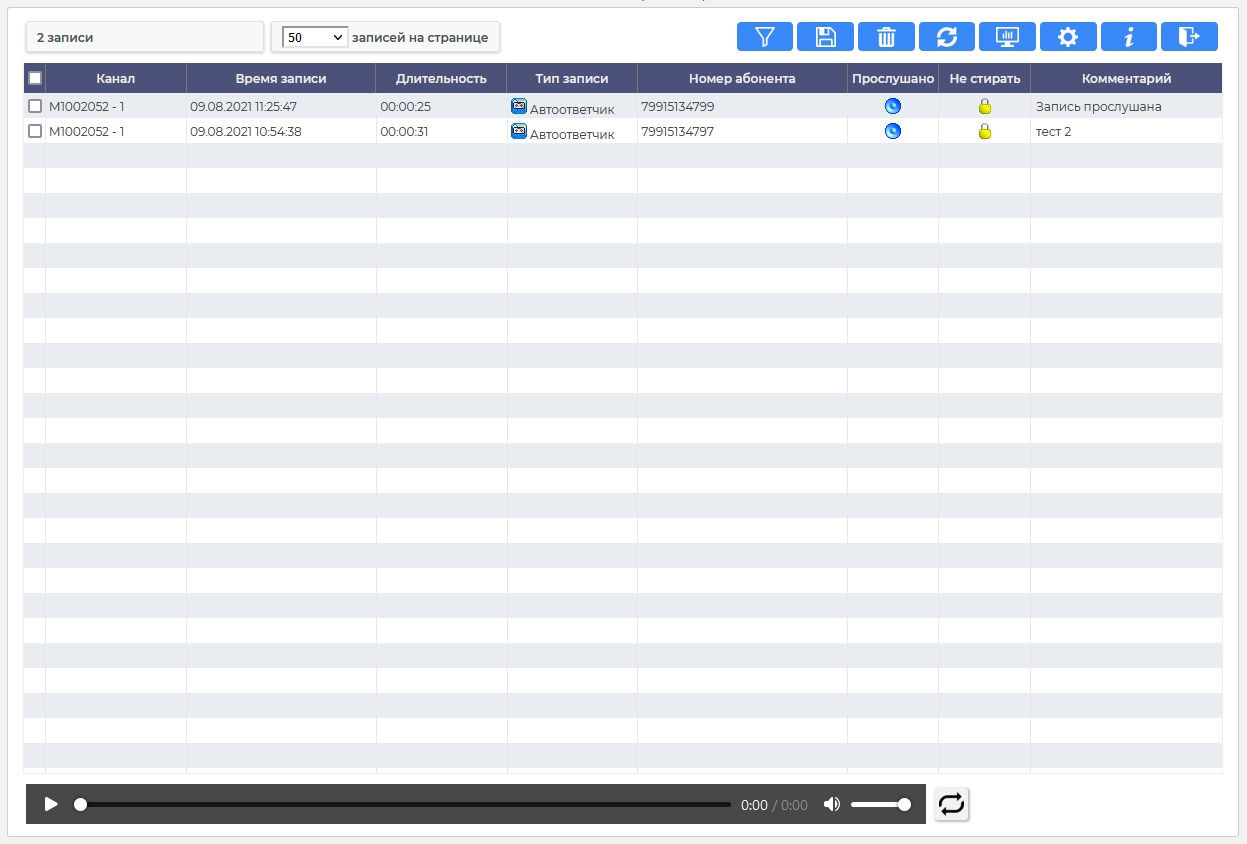 2 записи 50 записей на странице
Канал Время записи Длительность Тип записи Номер абонента Прослушано Не стирать Комментарий
M1002052 - 1 09.08.2021 11:25:47 00:00:25 Автоответчик 79915134799 Запись прослушана
M1002052 - 1 09.08.2021 10:54:38 00:00:31 Автоответчик 79915134797 тест 2
0:00 / 0:00